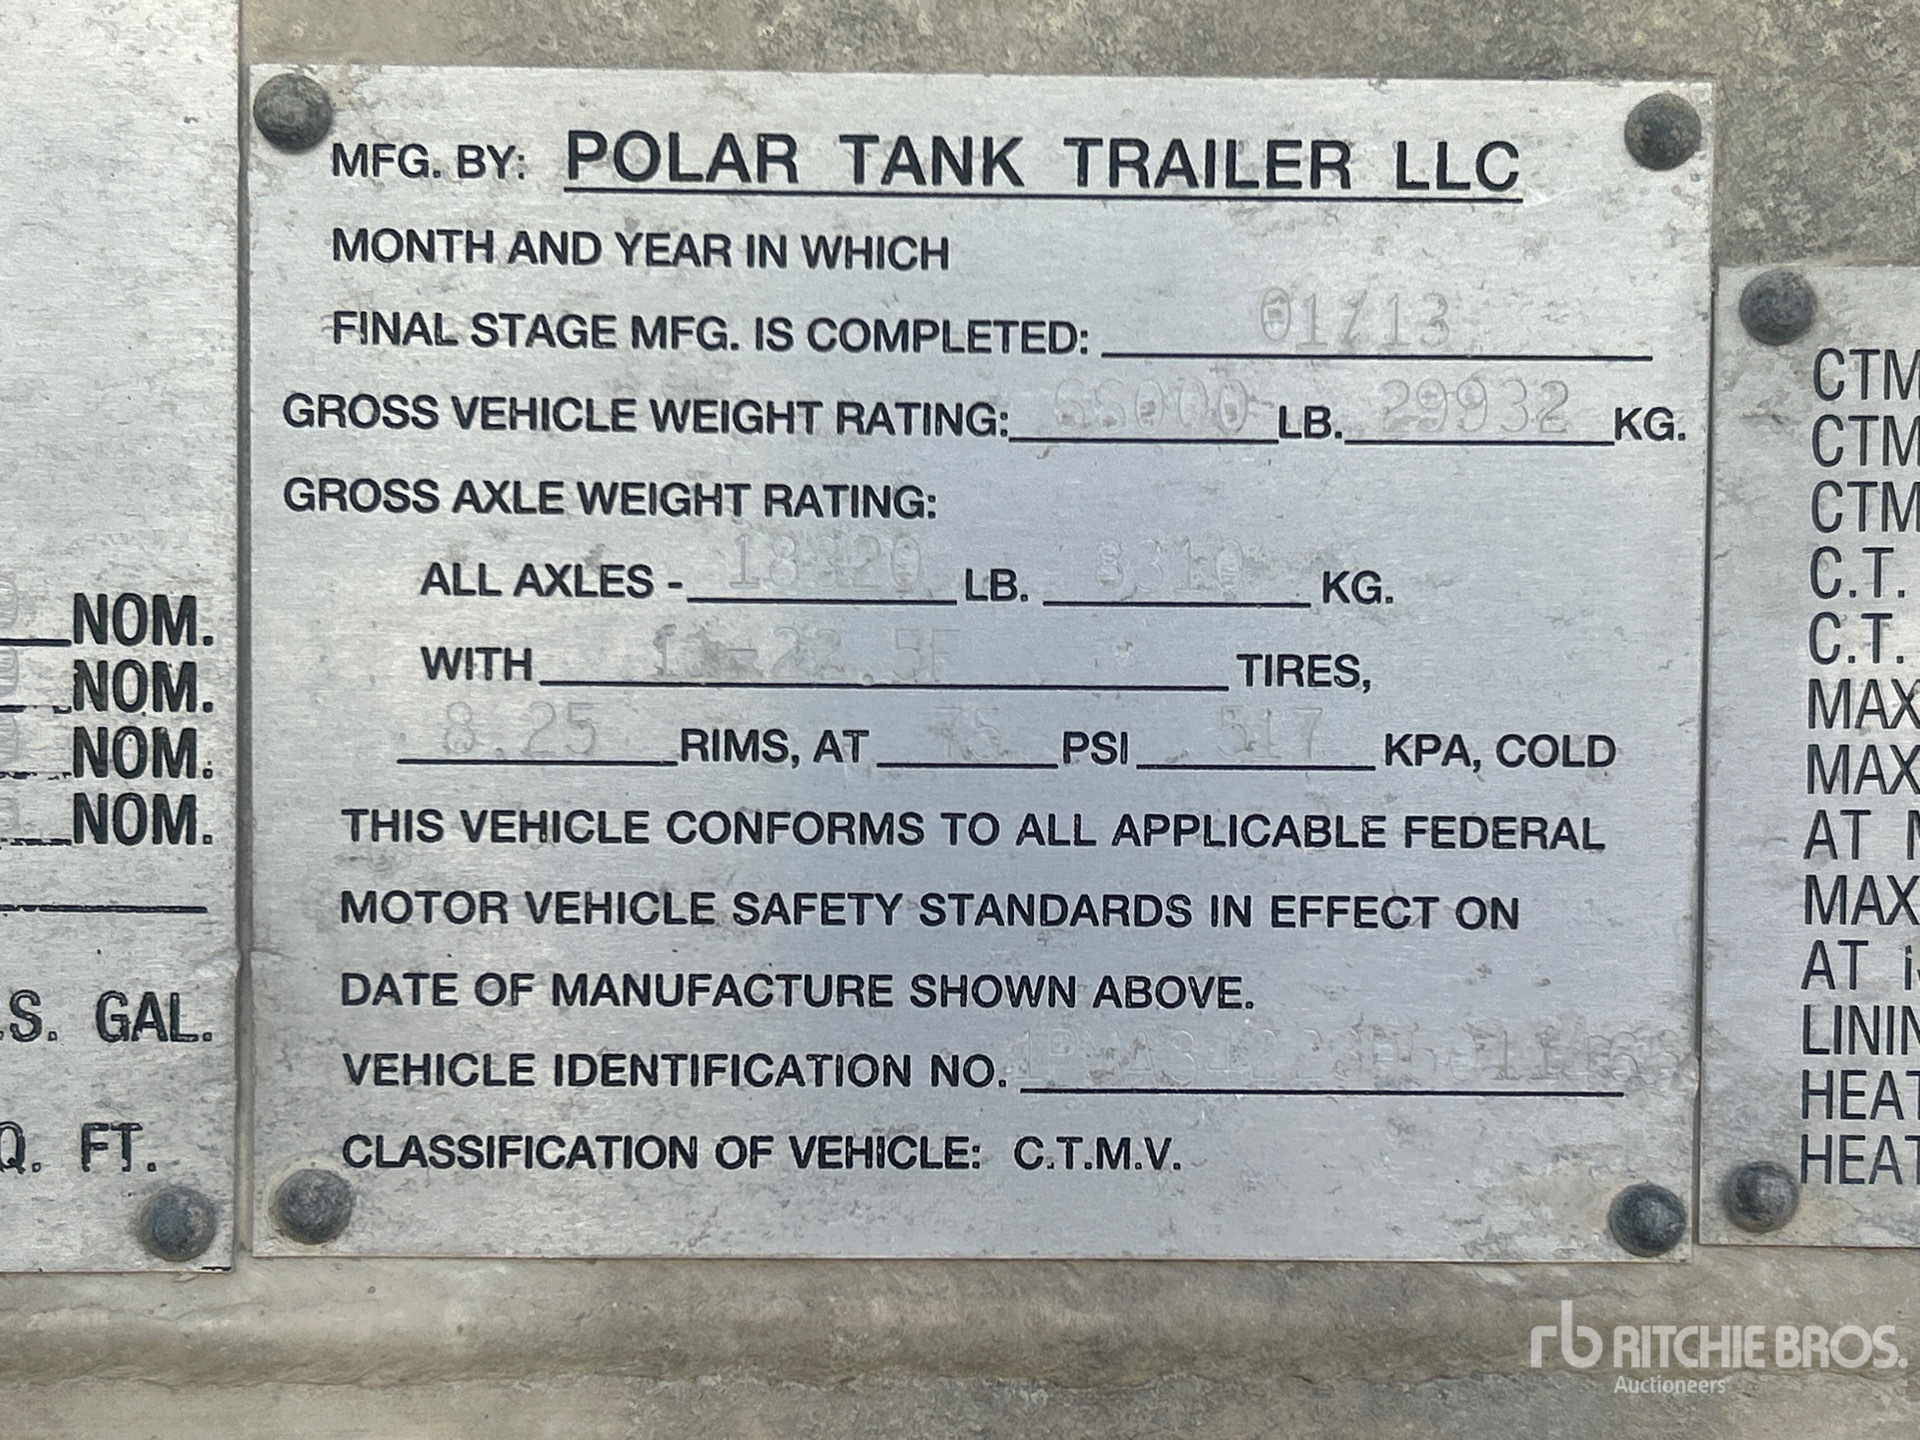 MFG. BY: POLAR TANK TRAILER LLC
MONTH AND YEAR IN WHICH
FINAL STAGE MFG. IS COMPLETED: 01/13
GROSS VEHICLE WEIGHT RATING: 66000 LB. 29932 KG.
GROSS AXLE WEIGHT RATING:
ALL AXLES - 18320 LB. 8310 KG.
WITH 11-22.5F TIRES,
8.25 RIMS, AT 75 PSI 517 KPA, COLD
THIS VEHICLE CONFORMS TO ALL APPLICABLE FEDERAL
MOTOR VEHICLE SAFETY STANDARDS IN EFFECT ON
DATE OF MANUFACTURE SHOWN ABOVE.
VEHICLE IDENTIFICATION NO.
CLASSIFICATION OF VEHICLE: C.T.M.V.
NOM.
NOM.
NOM.
NOM.
.S. GAL.
Q. FT.
CTM
CTM
CTM
C.T.
C.T.
MAX
MAX
AT
MAX
AT
LININ
HEAT
HEAT
rb RITCHIE BROS.
Auctioneers